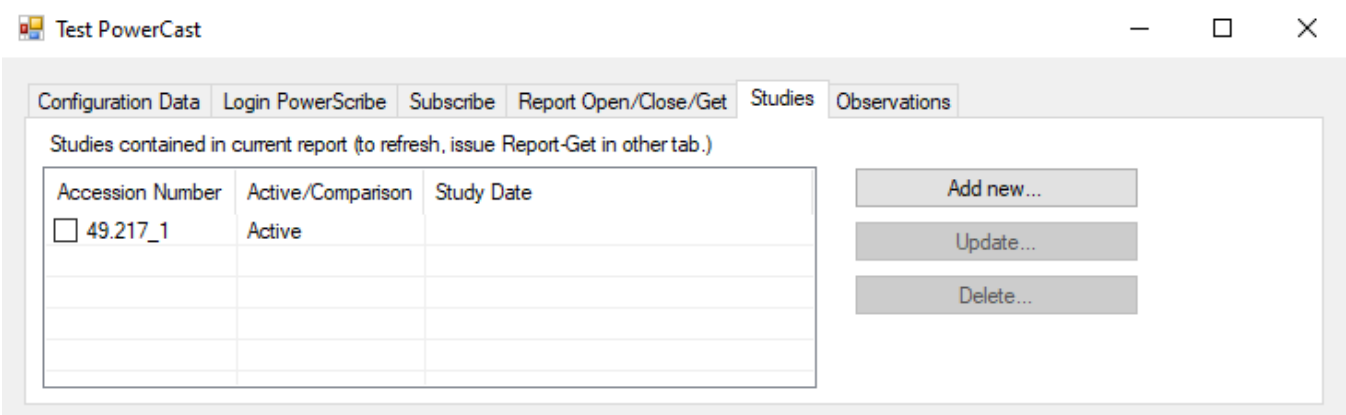 Test PowerCast
Configuration Data Login PowerScribe Subscribe Report Open/Close/Get Studies Observations
Studies contained in current report (to refresh, issue Report-Get in other tab.)
Accession Number Active/Comparison Study Date
49.217_1 Active
Add new...
Update...
Delete...